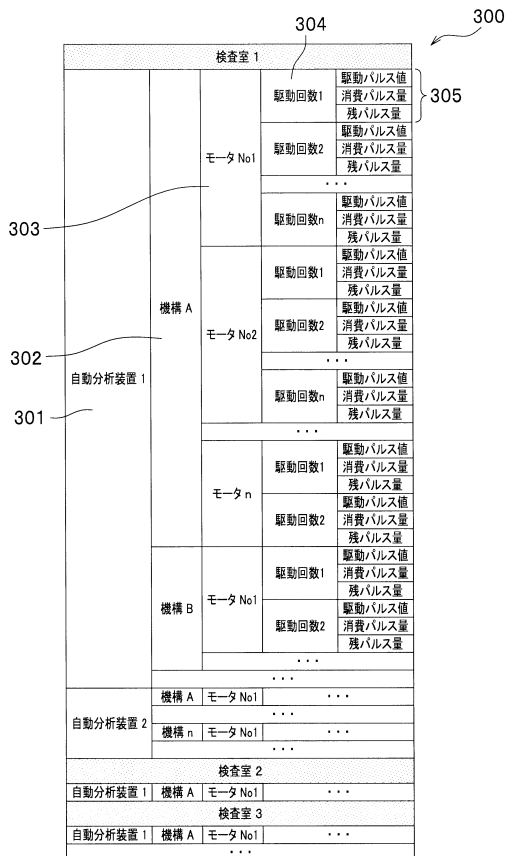 300
304
検査室 1
自動分析装置 1
301
機構 A
302
モータ No1
303
駆動回数1
駆動パルス値
消費パルス量
残パルス量
305
駆動回数2
駆動パルス値
消費パルス量
残パルス量
・・・
駆動回数n
駆動パルス値
消費パルス量
残パルス量
モータ No2
駆動回数1
駆動パルス値
消費パルス量
残パルス量
駆動回数2
駆動パルス値
消費パルス量
残パルス量
・・・
駆動回数n
駆動パルス値
消費パルス量
残パルス量
・・・
モータ n
駆動回数1
駆動パルス値
消費パルス量
残パルス量
駆動回数2
駆動パルス値
消費パルス量
残パルス量
機構 B
モータ No1
駆動回数1
駆動パルス値
消費パルス量
残パルス量
駆動回数2
駆動パルス値
消費パルス量
残パルス量
・・・
・・・
自動分析装置 2
機構 A モータ No1 ・・・
・・・
機構 n モータ No1 ・・・
・・・
検査室 2
自動分析装置 1 機構 A モータ No1 ・・・
検査室 3
自動分析装置 1 機構 A モータ No1 ・・・
・・・